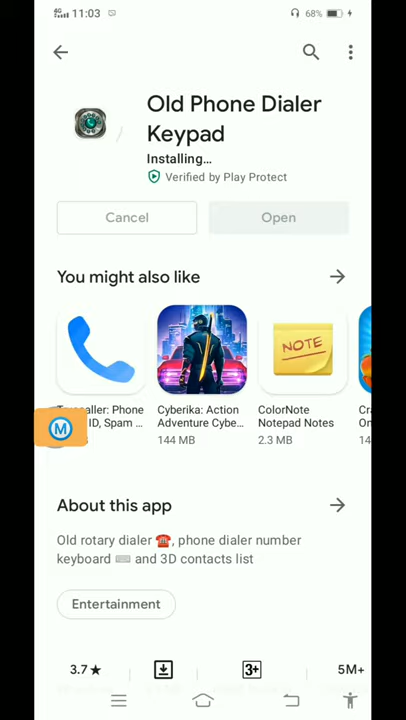 4G 11:03 68%
Old Phone Dialer
Keypad
Installing...
Verified by Play Protect
Cancel Open
You might also like
NOTE
Phone Cyberika: Action ColorNote
ID, Spam ... Adventure Cybe... Notepad Notes
144 MB 2.3 MB
M
About this app
Old rotary dialer ☎️, phone dialer number
keyboard ⌨️ and 3D contacts list
Entertainment
3.7★ 3+ 5M+